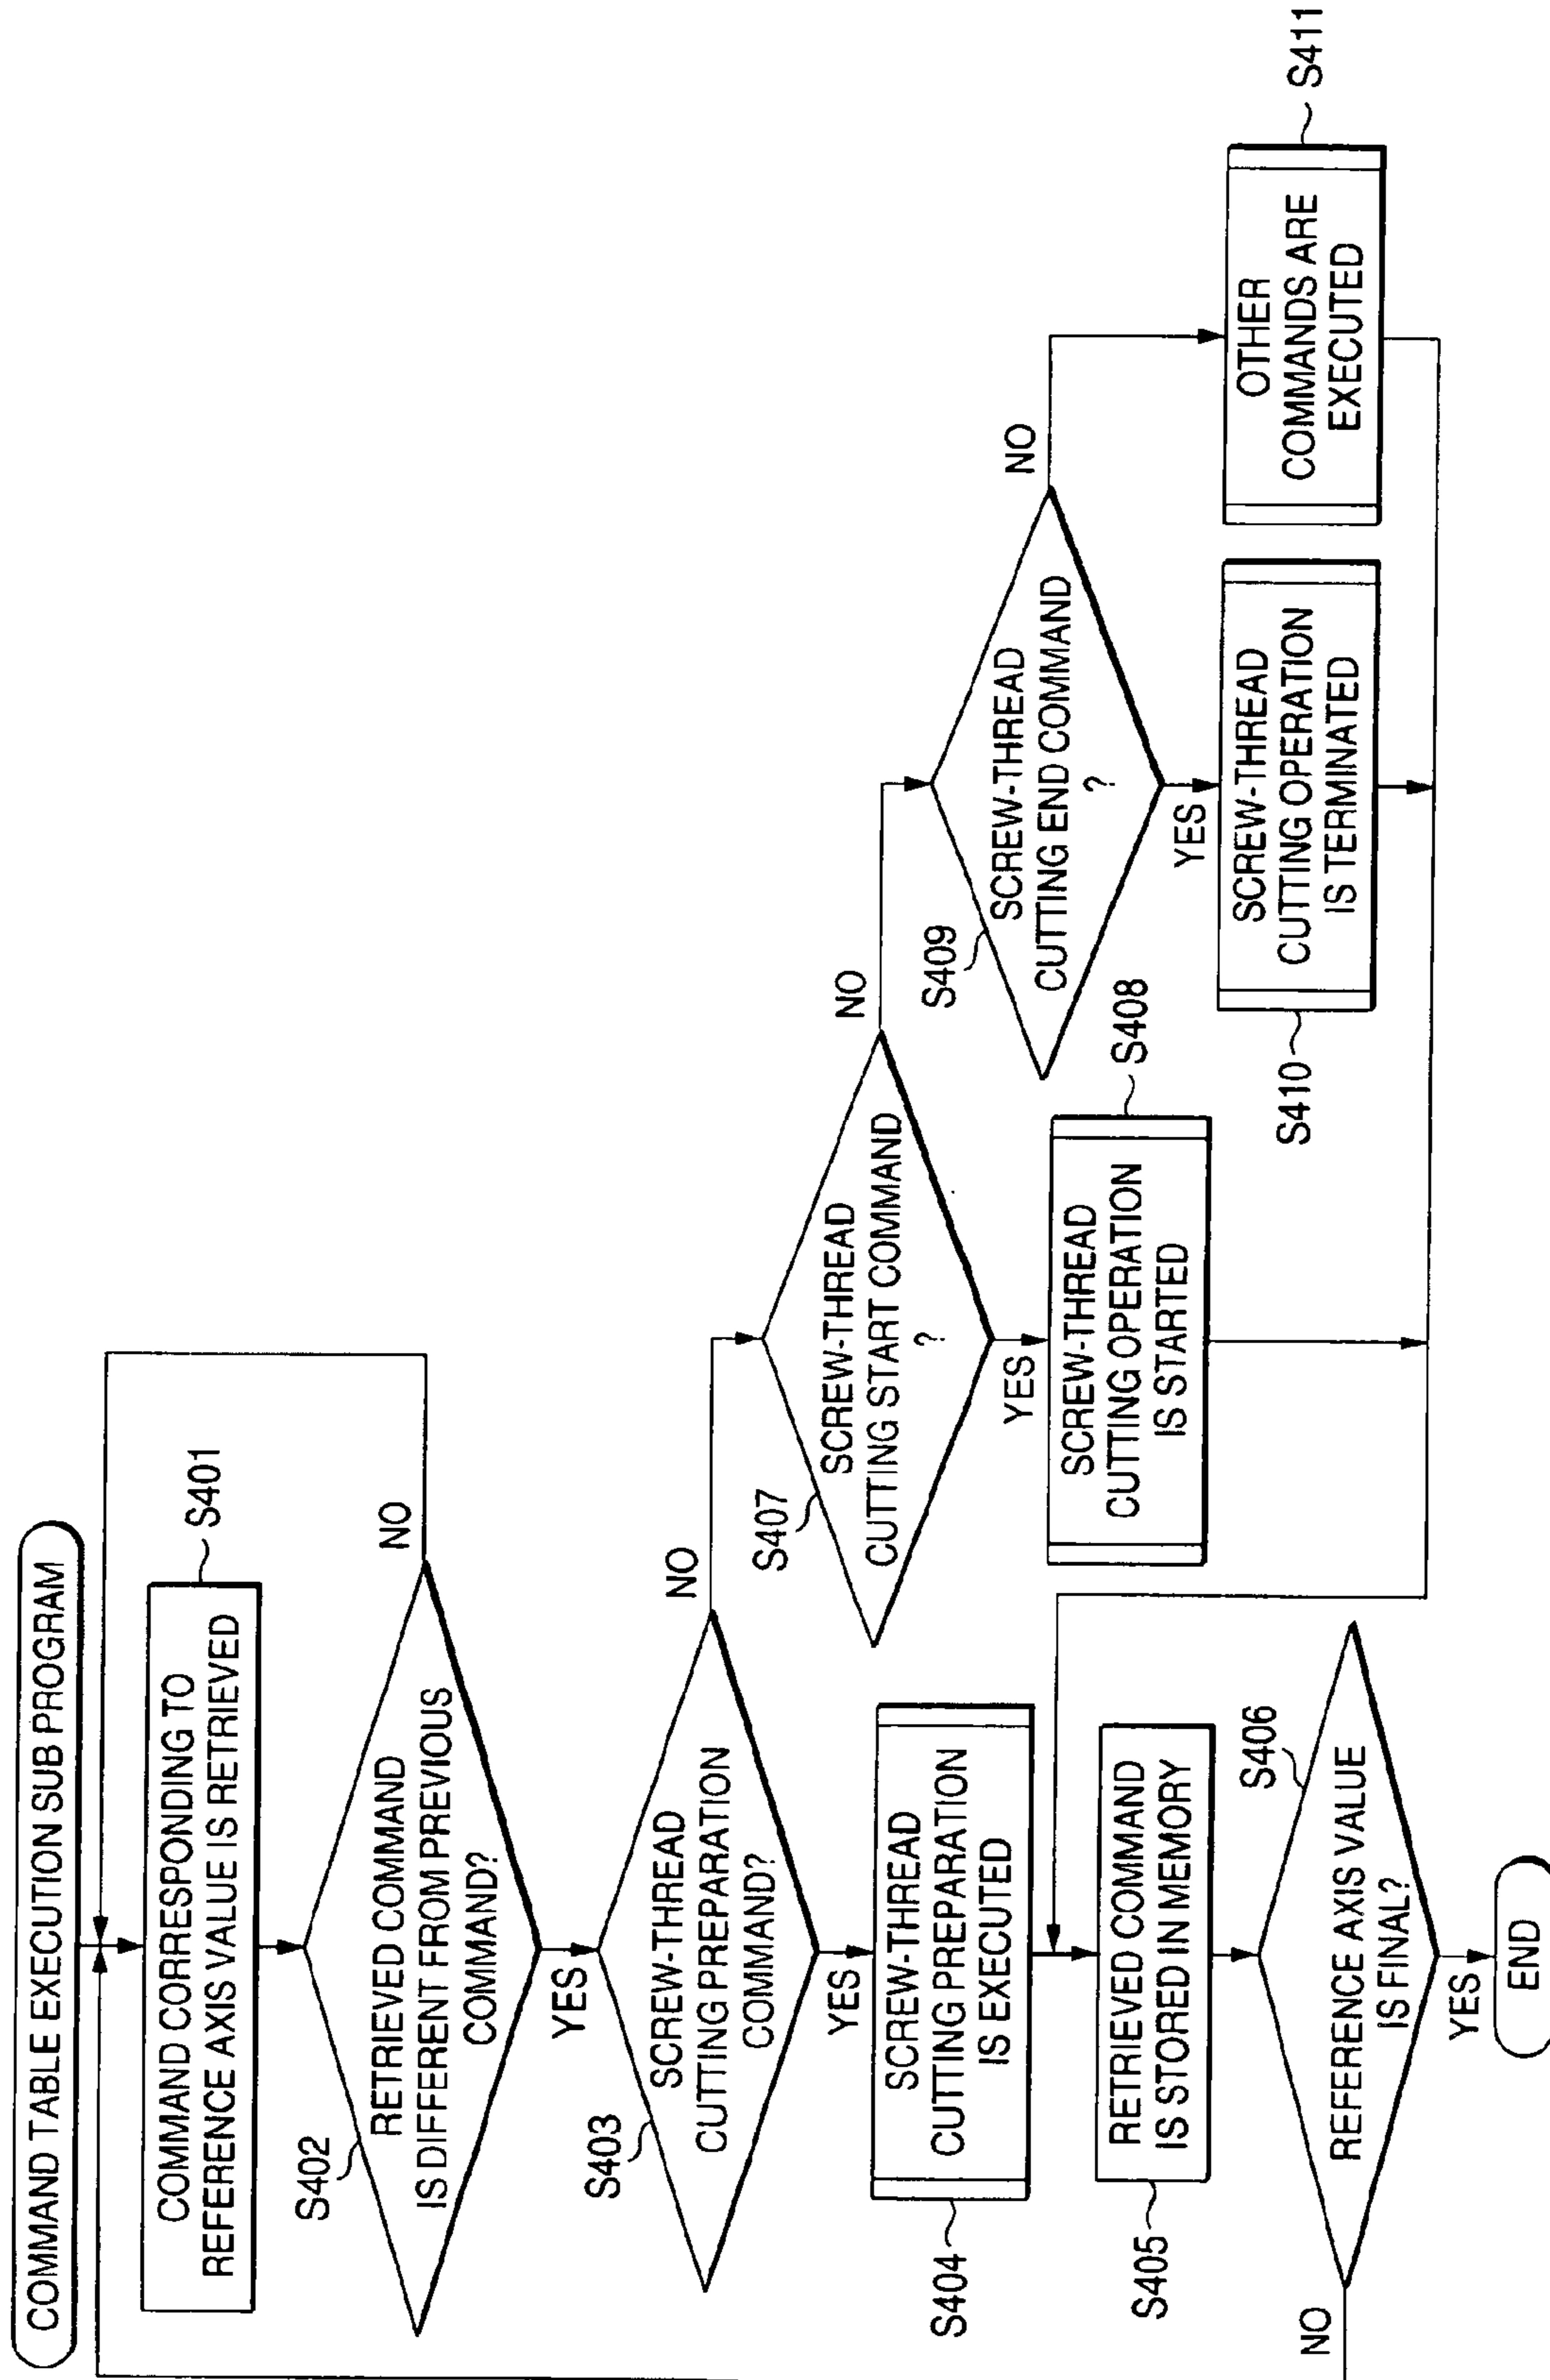 COMMAND TABLE EXECUTION SUB PROGRAM
COMMAND CORRESPONDING TO
REFERENCE AXIS VALUE IS RETRIEVED
S401
S402
RETRIEVED COMMAND
IS DIFFERENT FROM PREVIOUS
COMMAND?
NO
YES
S403
SCREW-THREAD
CUTTING PREPARATION
COMMAND?
NO
YES
S404
SCREW-THREAD
CUTTING PREPARATION
IS EXECUTED
S405
RETRIEVED COMMAND
IS STORED IN MEMORY
S406
REFERENCE AXIS VALUE
IS FINAL?
NO
YES
END
S407
SCREW-THREAD
CUTTING START COMMAND
?
NO
YES
SCREW-THREAD
CUTTING OPERATION
IS STARTED
S408
S409
SCREW-THREAD
CUTTING END COMMAND
?
NO
YES
S410
SCREW-THREAD
CUTTING OPERATION
IS TERMINATED
OTHER
COMMANDS ARE
EXECUTED
S411